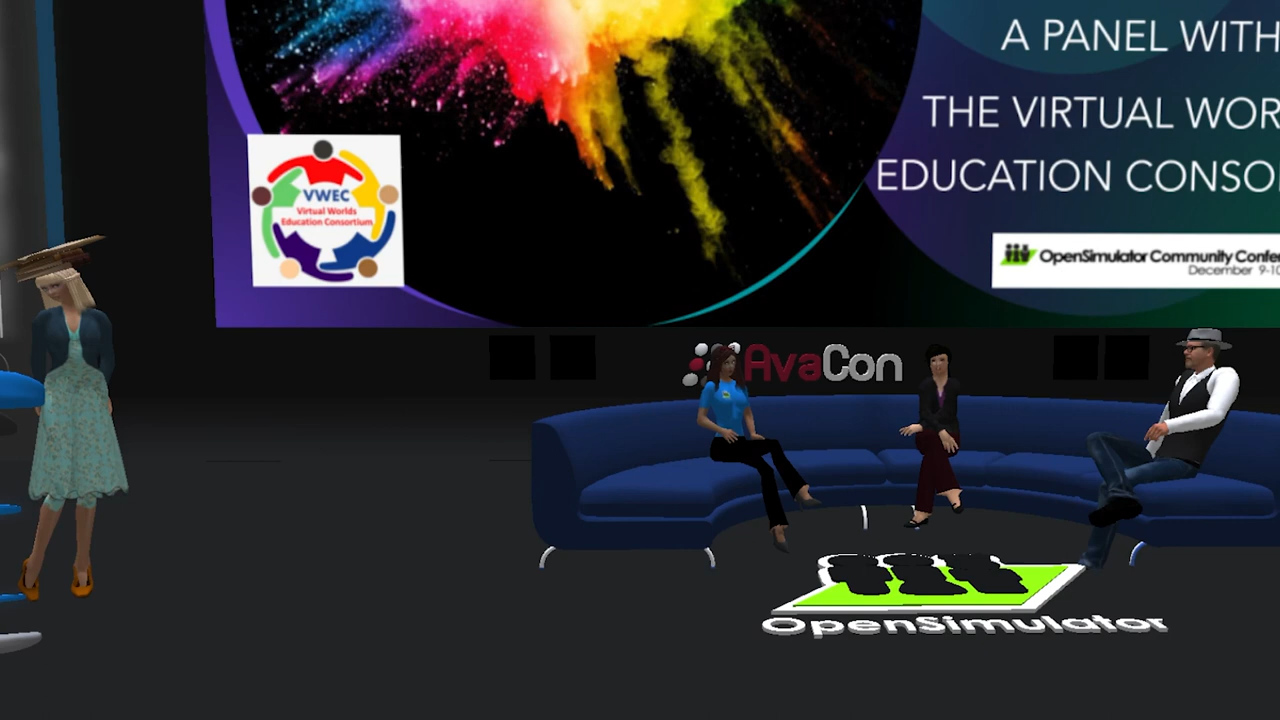 A PANEL WITH
THE VIRTUAL WOR
EDUCATION CONSO
VWEC
Virtual Worlds
Education Consortium
OpenSimulator Community Confe
December 9-10
AvaCon
OpenSimulator